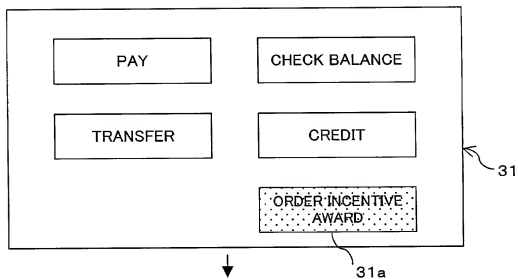 PAY
CHECK BALANCE
TRANSFER
CREDIT
31
ORDER INCENTIVE
AWARD
31a